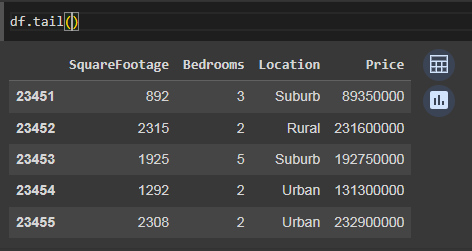 df.tail()
SquareFootage Bedrooms Location Price
23451 892 3 Suburb 89350000
23452 2315 2 Rural 231600000
23453 1925 5 Suburb 192750000
23454 1292 2 Urban 131300000
23455 2308 2 Urban 232900000